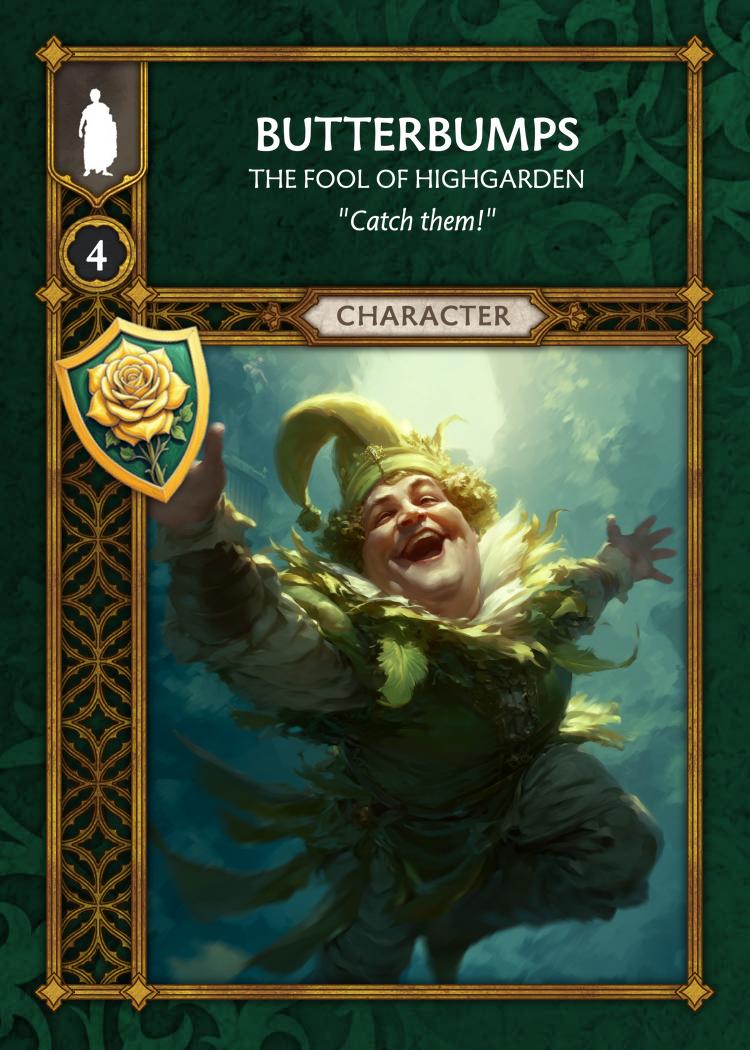 BUTTERBUMPS
THE FOOL OF HIGHGARDEN
"Catch them!"
4
CHARACTER